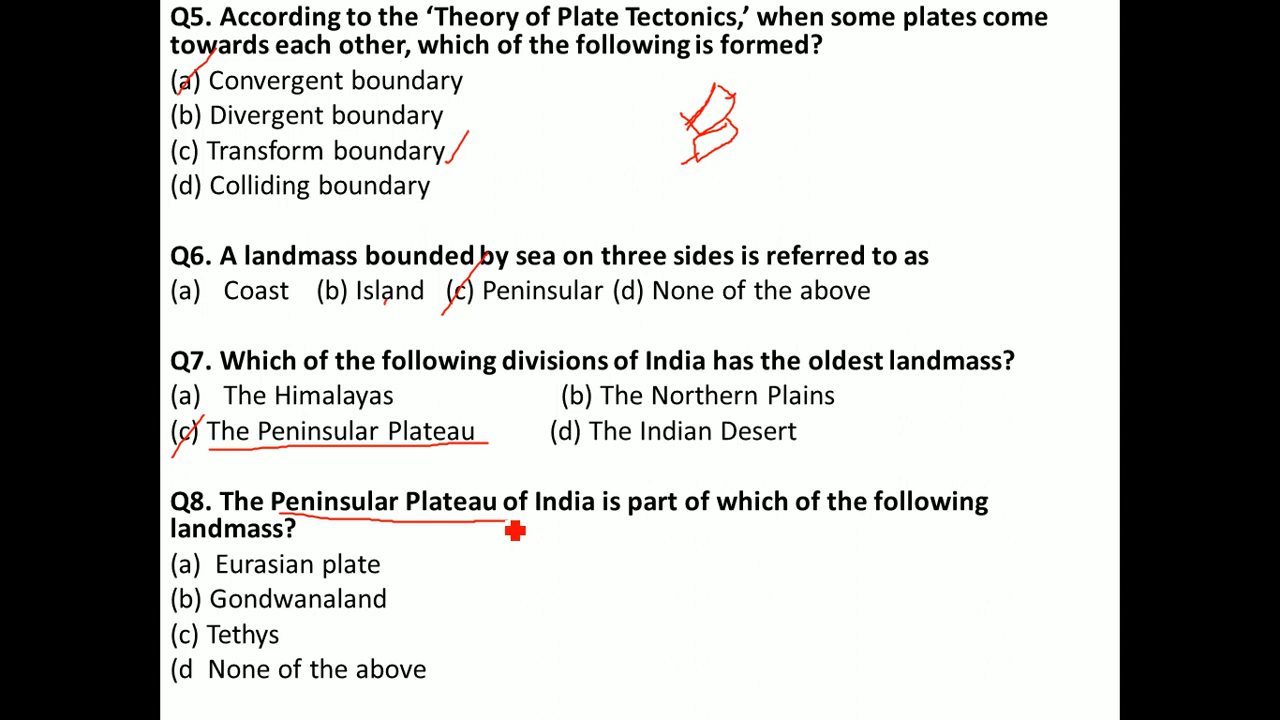 Q5. According to the ‘Theory of Plate Tectonics,’ when some plates come
towards each other, which of the following is formed?
(a) Convergent boundary
(b) Divergent boundary
(c) Transform boundary
(d) Colliding boundary
Q6. A landmass bounded by sea on three sides is referred to as
(a) Coast (b) Island (c) Peninsular (d) None of the above
Q7. Which of the following divisions of India has the oldest landmass?
(a) The Himalayas (b) The Northern Plains
(c) The Peninsular Plateau (d) The Indian Desert
Q8. The Peninsular Plateau of India is part of which of the following
landmass?
(a) Eurasian plate
(b) Gondwanaland
(c) Tethys
(d None of the above